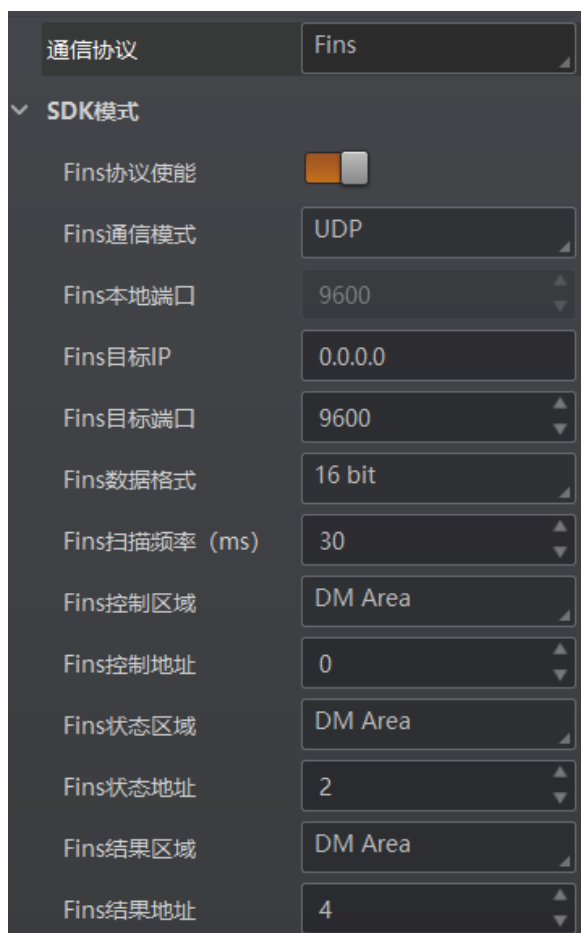 通信协议 Fins
SDK模式
Fins协议使能
Fins通信模式 UDP
Fins本地端口 9600
Fins目标IP 0.0.0.0
Fins目标端口 9600
Fins数据格式 16 bit
Fins扫描频率（ms） 30
Fins控制区域 DM Area
Fins控制地址 0
Fins状态区域 DM Area
Fins状态地址 2
Fins结果区域 DM Area
Fins结果地址 4